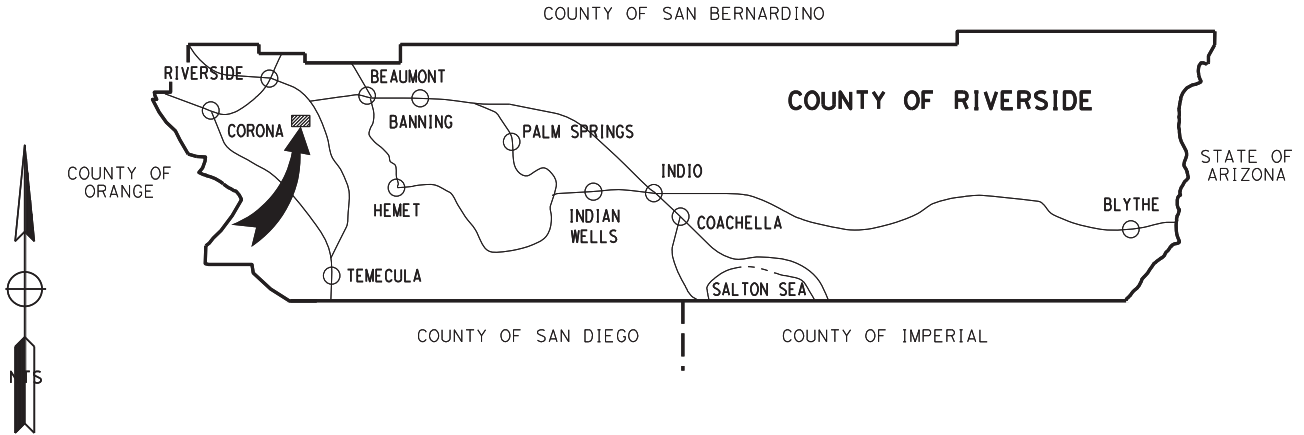 COUNTY OF SAN BERNARDINO
RIVERSIDE
BEAUMONT
COUNTY OF RIVERSIDE
BANNING
CORONA
PALM SPRINGS
STATE OF
ARIZONA
COUNTY OF
ORANGE
INDIO
HEMET
INDIAN
WELLS
COACHELLA
BLYTHE
TEMECULA
SALTON SEA
COUNTY OF SAN DIEGO
COUNTY OF IMPERIAL
NTS